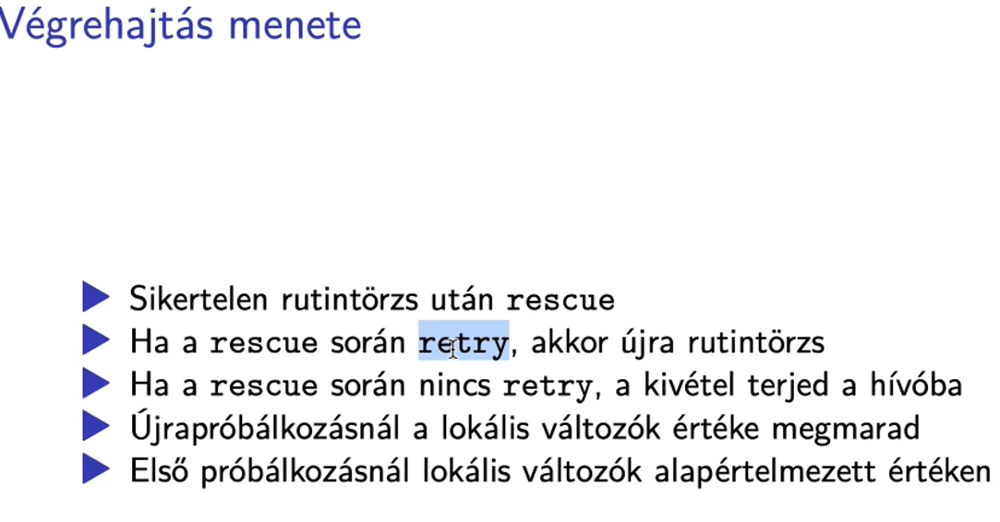 Végrehajtás menete
Sikertelen rutintörzs után rescue
Ha a rescue során retry, akkor újra rutintörzs
Ha a rescue során nincs retry, a kivétel terjed a hívóba
Újrapróbálkozásnál a lokális változók értéke megmarad
Első próbálkozásnál lokális változók alapértelmezett értéken